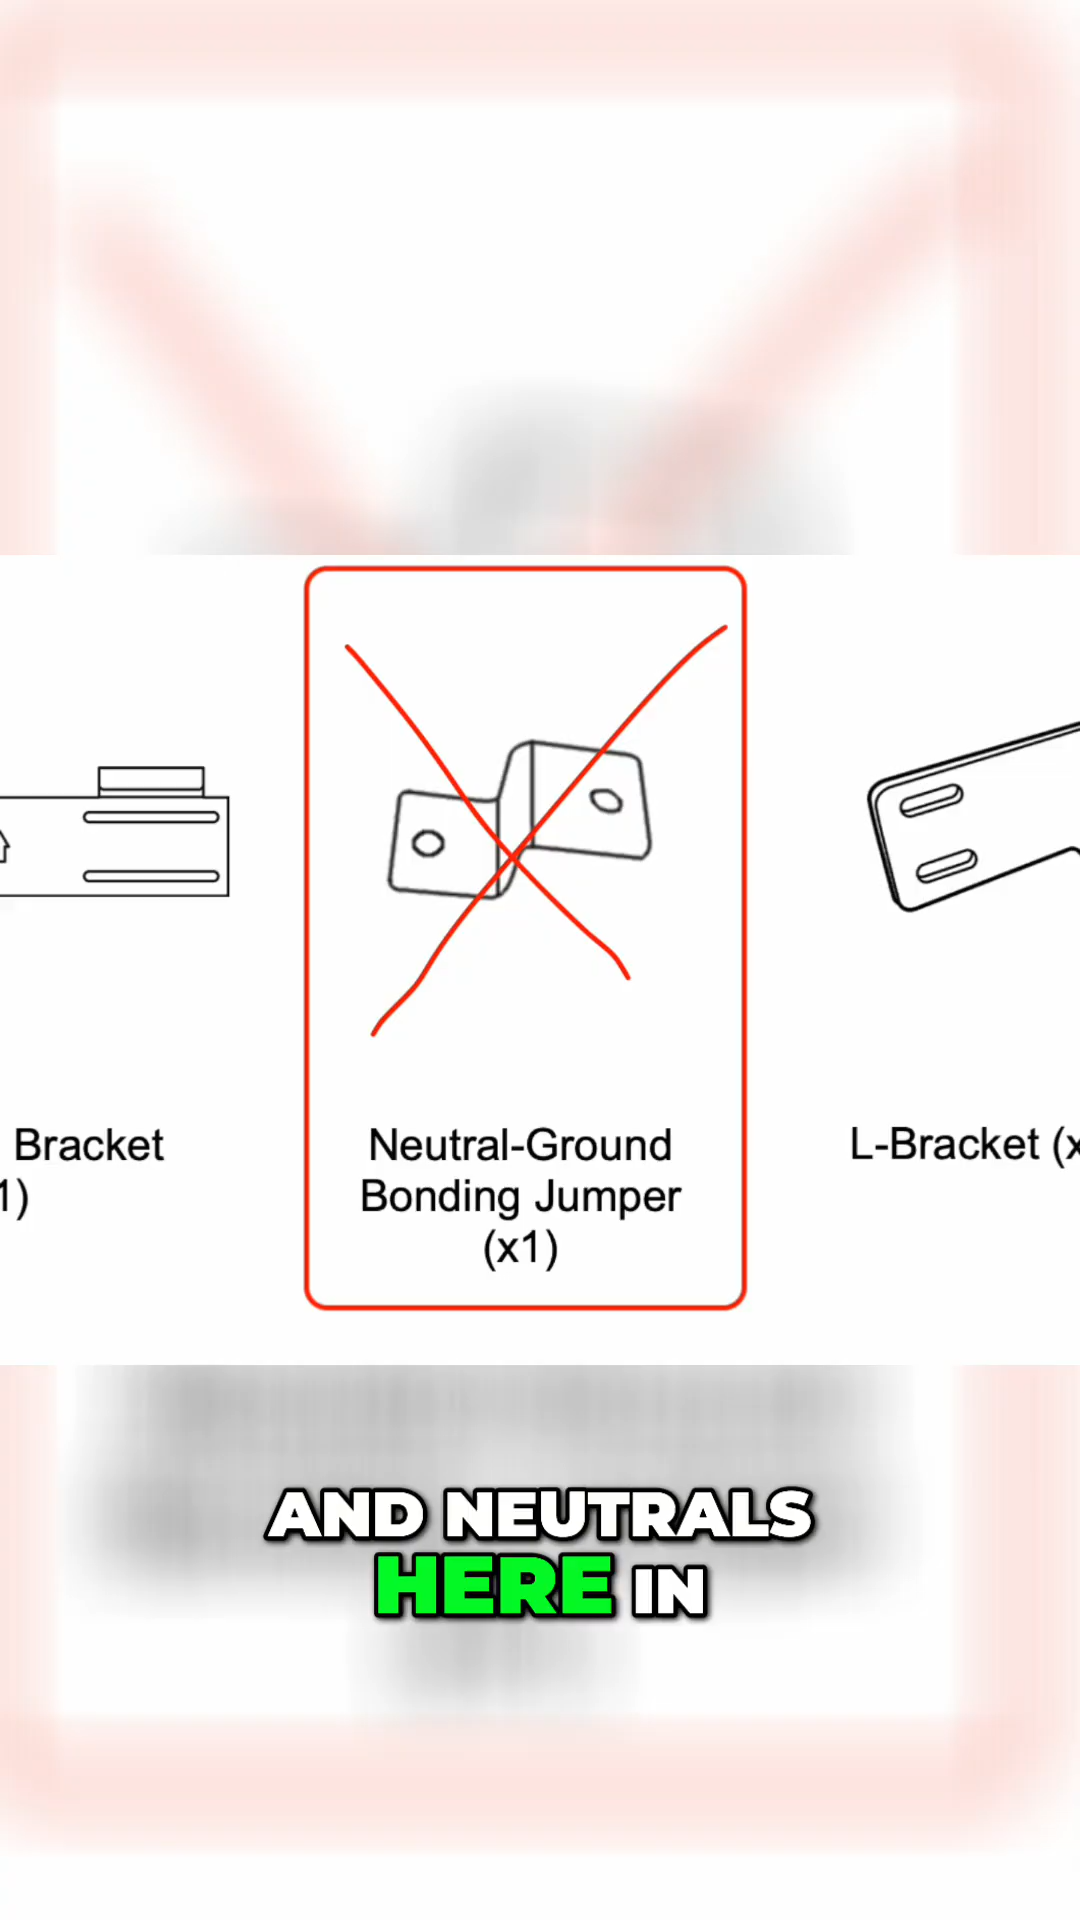 Bracket
1)
Neutral-Ground
Bonding Jumper
(x1)
L-Bracket (x
AND NEUTRALS
HERE IN